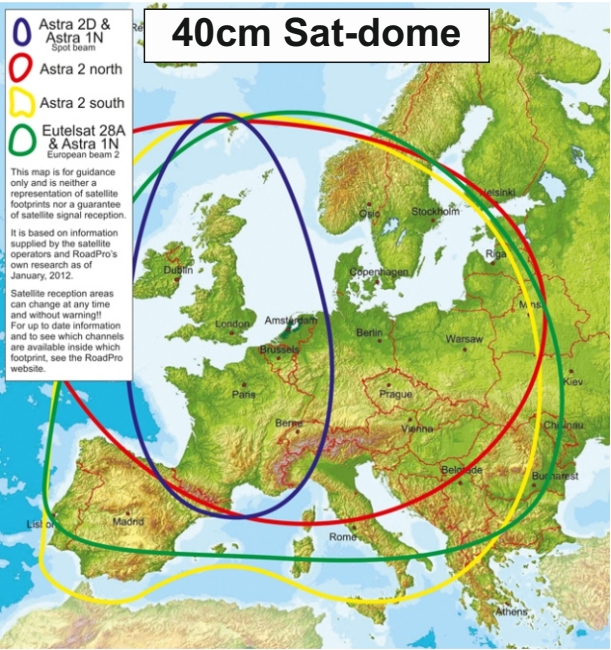 40cm Sat-dome
Astra 2D &
Astra 1N
Spot beam
Astra 2 north
Astra 2 south
Eutelsat 28A
& Astra 1N
European beam 2
This map is for guidance
only and is neither a
representation of satellite
footprints nor a guarantee
of satellite signal reception.
It is based on information
supplied by the satellite
operators and RoadPro's
own research as of
January, 2012.
Satellite reception areas
can change at any time
and without warning!!
For up to date information
and to see which channels
are available inside which
footprint, see the RoadPro
website.
Re
Helsinki
Oslo
Stockholm
Riga
Dublin
Copenhagen
Mins
London
Amsterdam
Berlin
Warsaw
Brussels
Paris
Prague
Kiev
Berne
Vienna
Chisinau
Belgrade
Bucharest
Lisbon
Madrid
Rome
Athens